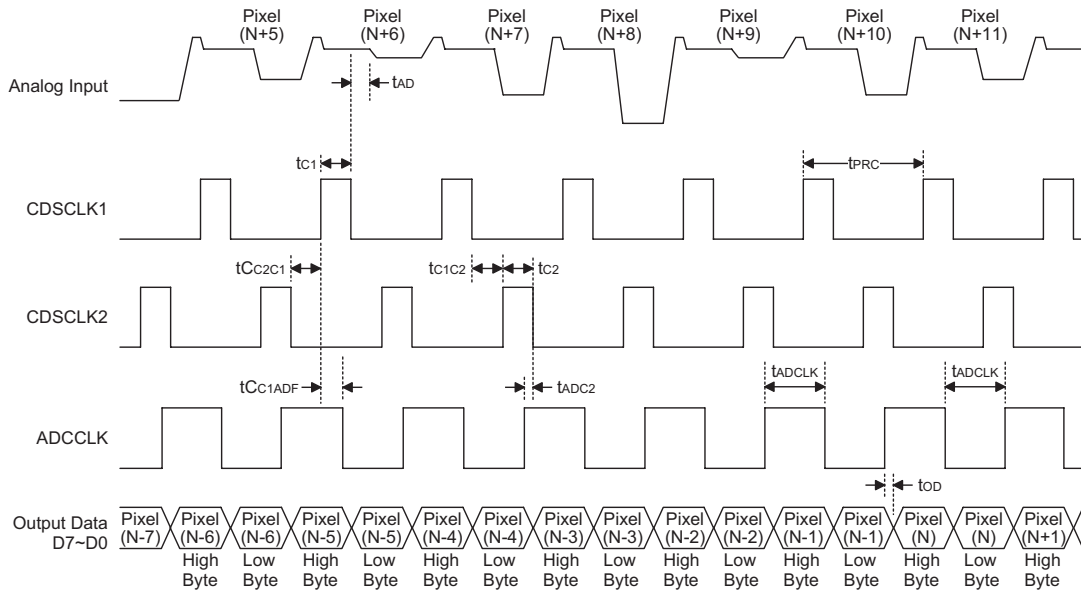 Pixel Pixel Pixel Pixel Pixel Pixel Pixel
(N+5) (N+6) (N+7) (N+8) (N+9) (N+10) (N+11)
Analog Input
tAD
tC1
tPRC
CDSCLK1
tCC2C1
tC1C2
tC2
CDSCLK2
tCC1ADF
tADC2
tADCLK
tADCLK
ADCCLK
tOD
Output Data
D7~D0
Pixel Pixel Pixel Pixel Pixel Pixel Pixel Pixel Pixel Pixel Pixel Pixel Pixel Pixel Pixel Pixel
(N-7) (N-6) (N-6) (N-5) (N-5) (N-4) (N-4) (N-3) (N-3) (N-2) (N-2) (N-1) (N-1) (N) (N) (N+1)
High Low High Low High Low High Low High Low High Low High Low High
Byte Byte Byte Byte Byte Byte Byte Byte Byte Byte Byte Byte Byte Byte Byte